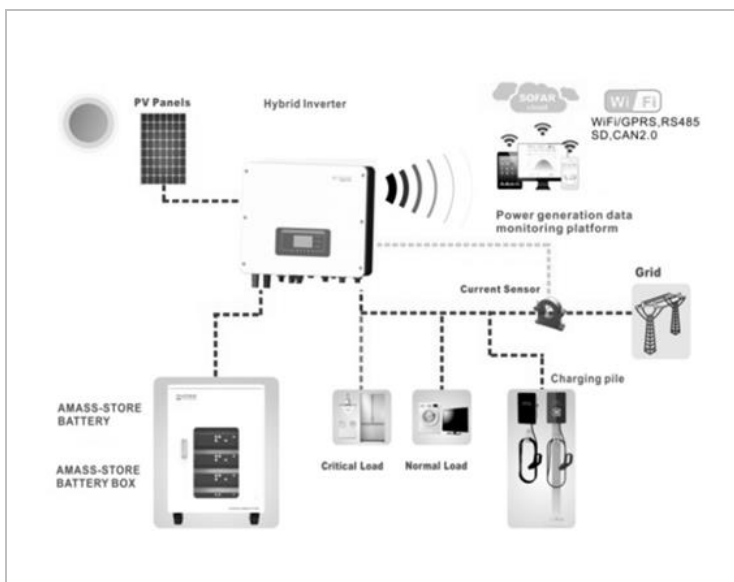 PV Panels
Hybrid Inverter
SOFAR
WiFi
WiFi/GPRS,RS485
SD,CAN2.0
Power generation data
monitoring platform
Current Sensor
Grid
Charging pile
AMASS-STORE
BATTERY
AMASS-STORE
BATTERY BOX
Critical Load
Normal Load